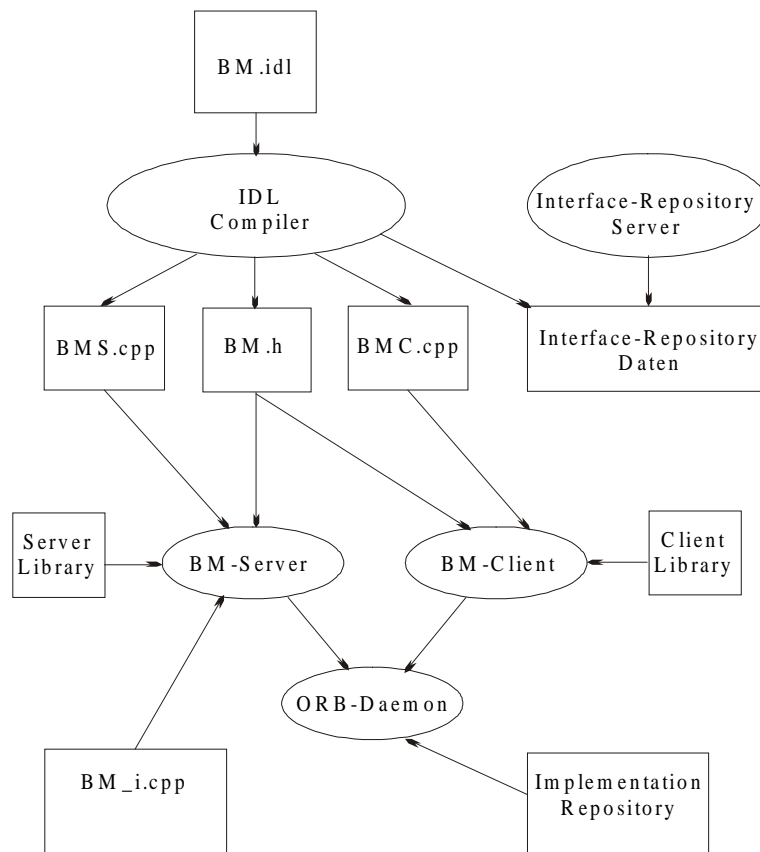 BM.idl
IDL
Compiler
Interface-Repository
Server
BMS.cpp
BM.h
BMC.cpp
Interface-Repository
Daten
Server
Library
BM-Server
BM-Client
Client
Library
ORB-Daemon
BM_i.cpp
Implementation
Repository